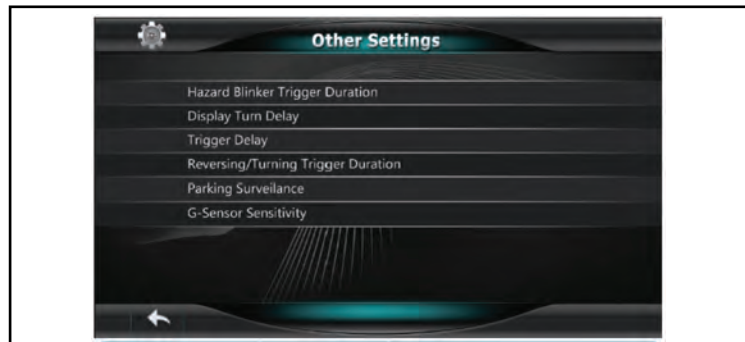 Other Settings
Hazard Blinker Trigger Duration
Display Turn Delay
Trigger Delay
Reversing/Turning Trigger Duration
Parking Surveilance
G-Sensor Sensitivity